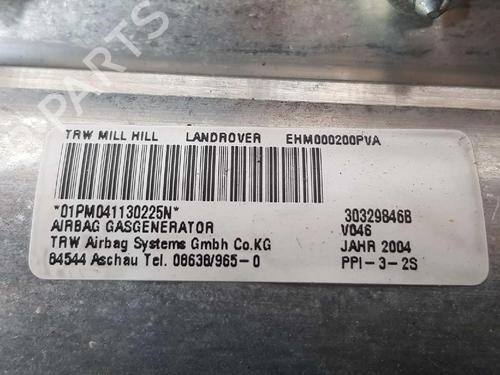 TRW MILL HILL LANDROVER EHM000200PVA
*01PM041130225N* 30329846B
AIRBAG GASGENERATOR V046
TRW Airbag Systems Gmbh Co.KG JAHR 2004
84544 Aschau Tel. 08638/965-0 PPI-3-2S
B-PARTS